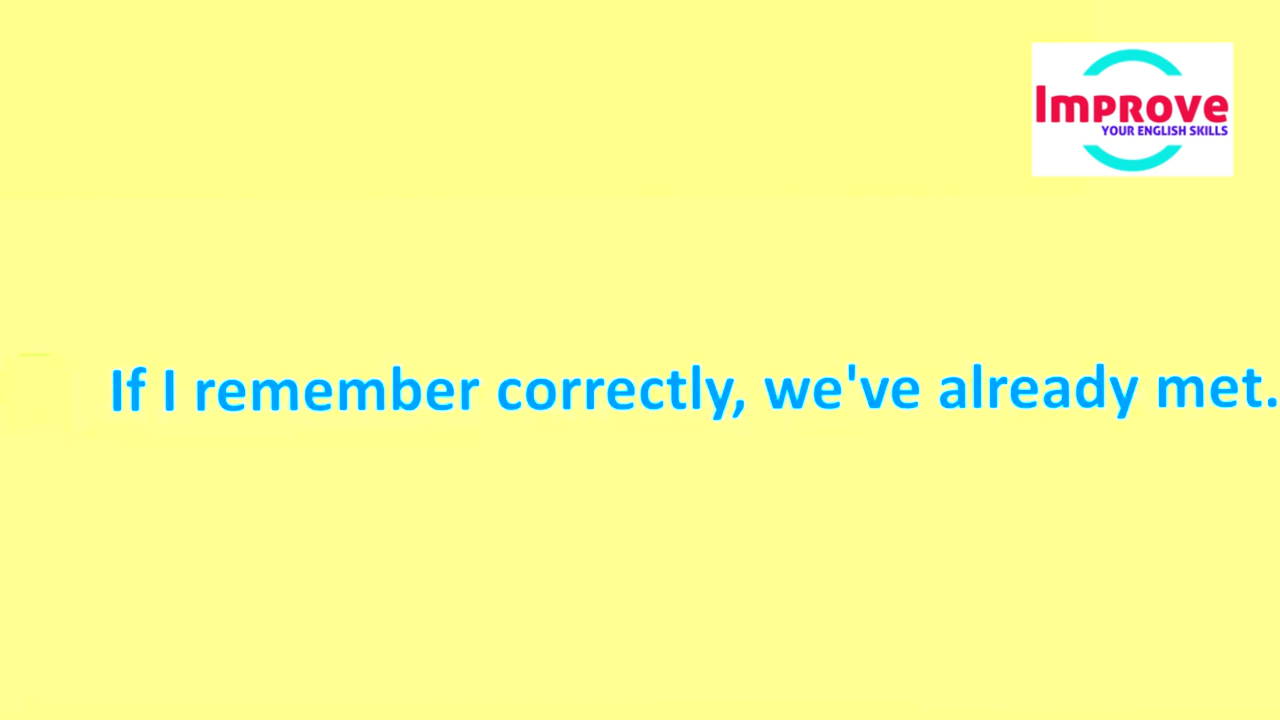 Improve
YOUR ENGLISH SKILLS
If I remember correctly, we've already met.